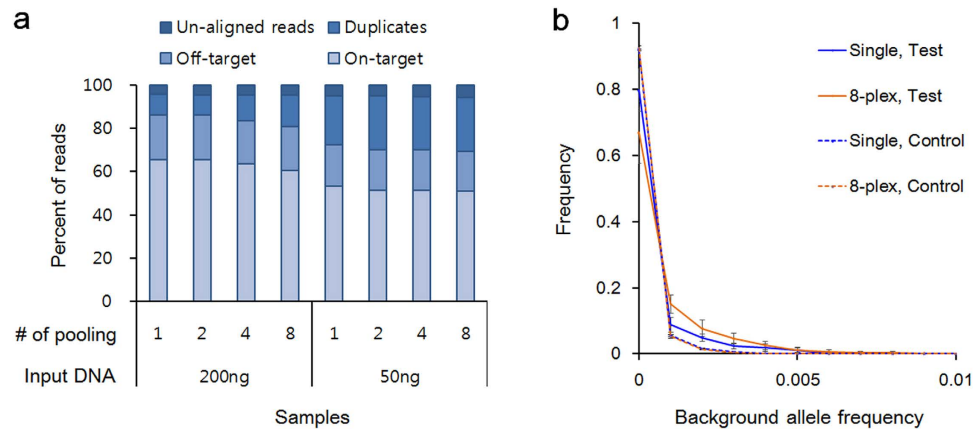 a
Un-aligned reads
Duplicates
Off-target
On-target
100
80
60
40
20
0
Percent of reads
# of pooling 1 2 4 8 1 2 4 8
Input DNA 200ng 50ng
Samples
b
1
0.8
0.6
0.4
0.2
0
Frequency
Single, Test
8-plex, Test
Single, Control
8-plex, Control
0 0.005 0.01
Background allele frequency